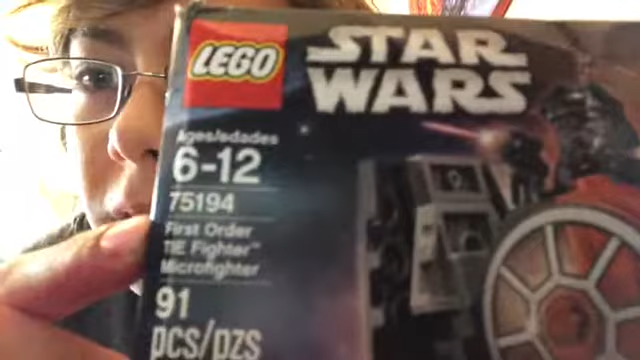 LEGO
STAR
WARS
Ages/edades
6-12
75194
First Order
TIE Fighter™
Microfighter
91
pcs/pzs